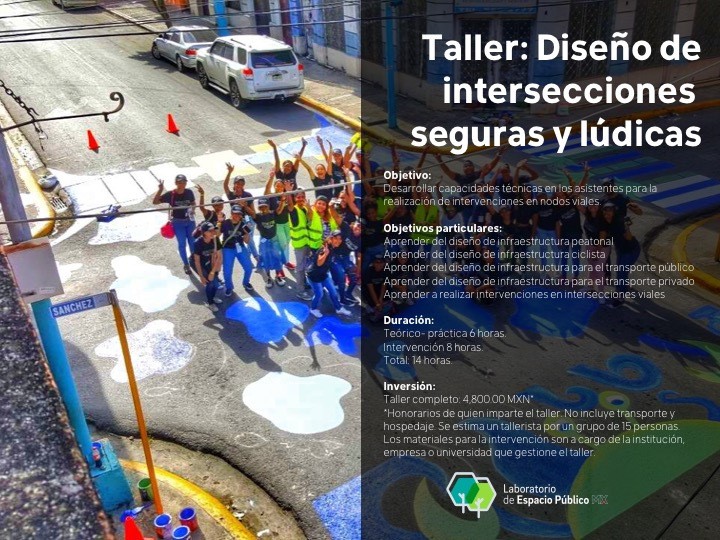 Taller: Diseño de
intersecciones
seguras y lúdicas
Objetivo:
Desarrollar capacidades técnicas en los asistentes para la
realización de intervenciones en nodos viales.
Objetivos particulares:
Aprender del diseño de infraestructura peatonal
Aprender del diseño de infraestructura ciclista
Aprender del diseño de infraestructura para el transporte público
Aprender del diseño de infraestructura para el transporte privado
Aprender a realizar intervenciones en intersecciones viales
Duración:
Teórico- práctica 6 horas.
Intervención 8 horas.
Total: 14 horas.
Inversión:
Taller completo: 4,800.00 MXN*
*Honorarios de quien imparte el taller. No incluye transporte y
hospedaje. Se estima un tallerista por un grupo de 15 personas.
Los materiales para la intervención son a cargo de la institución,
empresa o universidad que gestione el taller.
Laboratorio
de Espacio Público MX
SANCHEZ